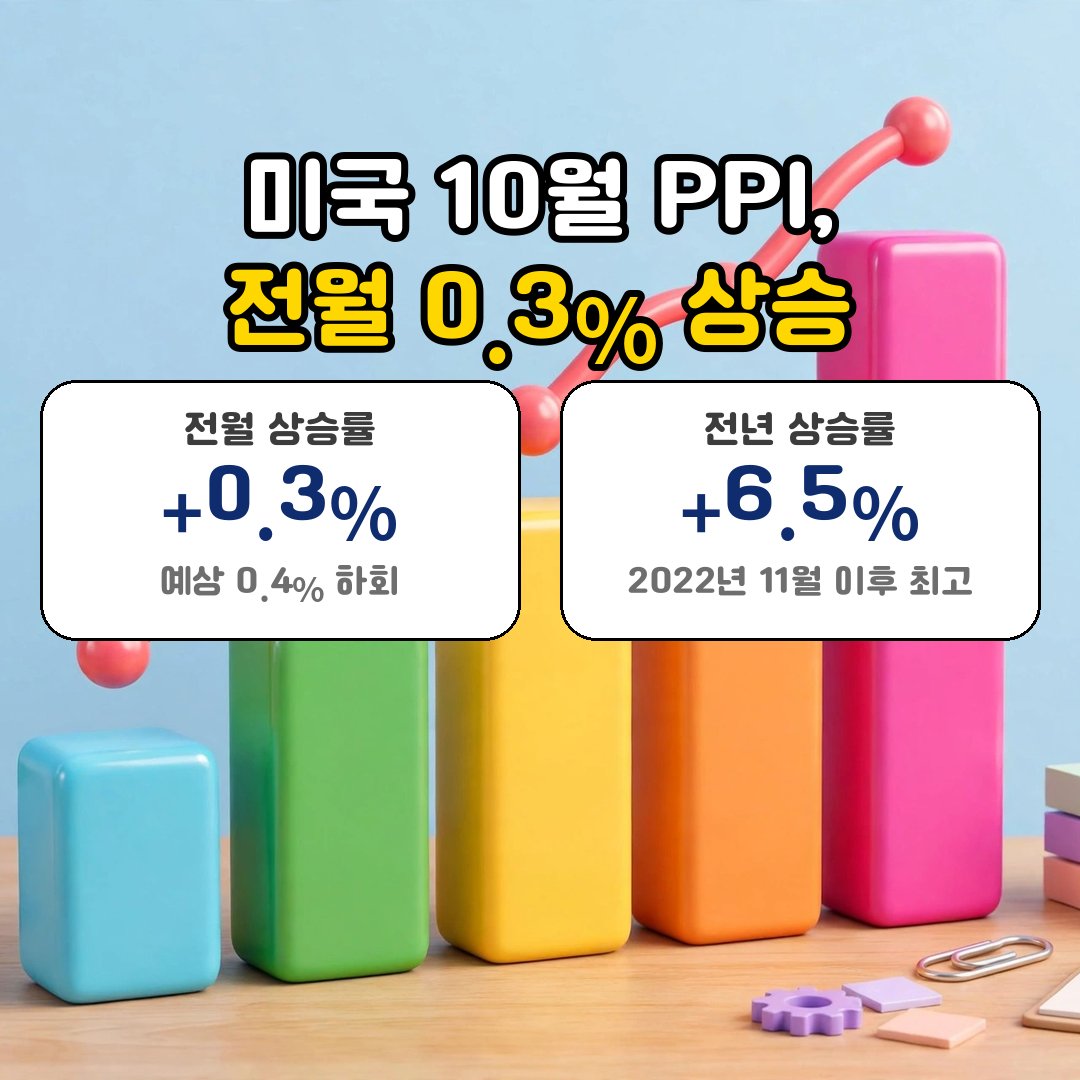 미국 10월 PPI,
전월 0.3% 상승
전월 상승률
+0.3%
예상 0.4% 하회
전년 상승률
+6.5%
2022년 11월 이후 최고